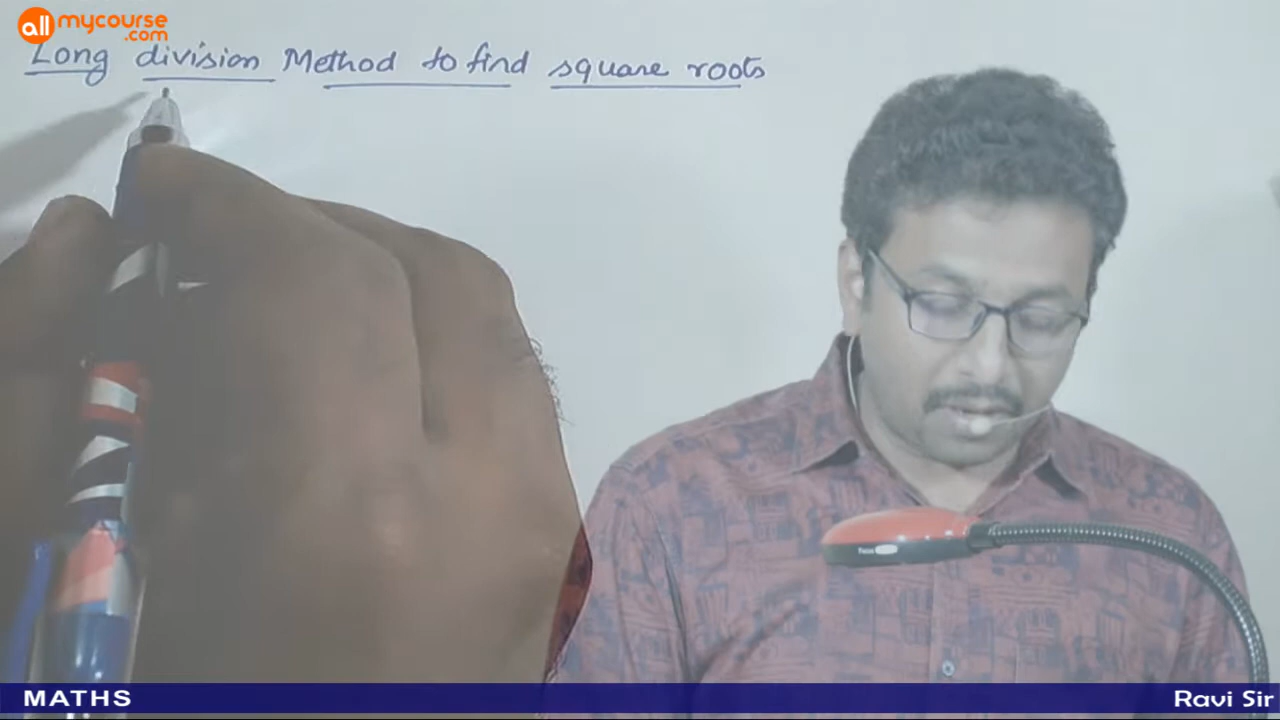 allmycourse.com
Long division Method to find square roots
MATHS
Ravi Sir